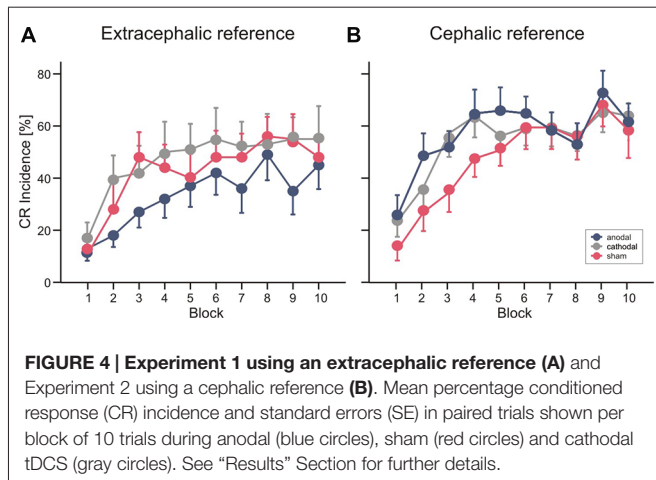 A Extracephalic reference
B Cephalic reference
CR Incidence [%]
80
60
40
20
0
1 2 3 4 5 6 7 8 9 10
Block
1 2 3 4 5 6 7 8 9 10
Block
anodal
cathodal
sham
FIGURE 4 | Experiment 1 using an extracephalic reference (A) and
Experiment 2 using a cephalic reference (B). Mean percentage conditioned
response (CR) incidence and standard errors (SE) in paired trials shown per
block of 10 trials during anodal (blue circles), sham (red circles) and cathodal
tDCS (gray circles). See “Results” Section for further details.